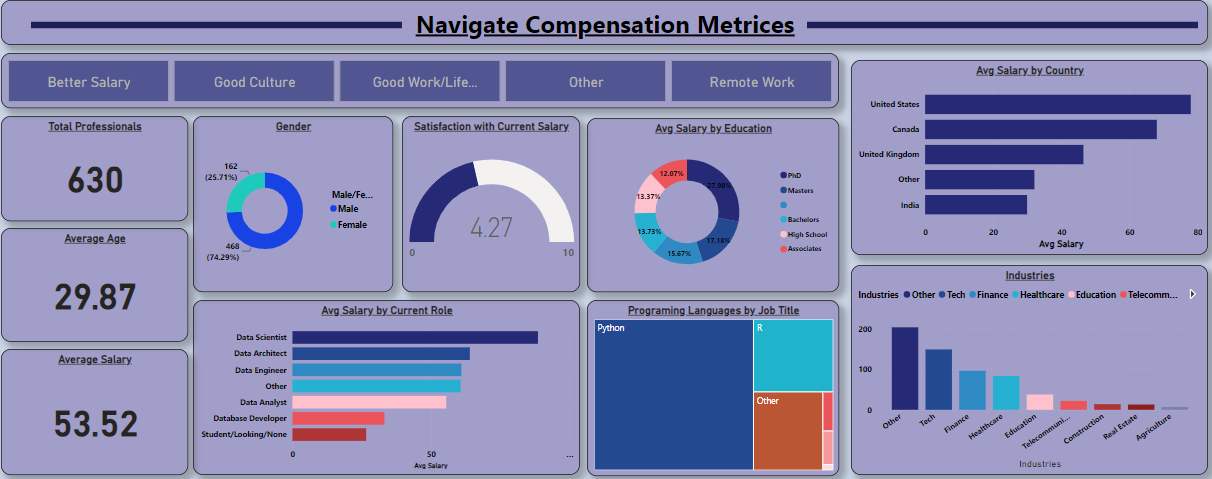 Navigate Compensation Metrices
Better Salary
Good Culture
Good Work/Life...
Other
Remote Work
Total Professionals
630
Average Age
29.87
Average Salary
53.52
Gender
162
(25.71%)
468
(74.29%)
Male/Fe...
Male
Female
Satisfaction with Current Salary
4.27
0
10
Avg Salary by Education
27.98%
17.18%
15.67%
13.73%
13.37%
12.07%
PhD
Masters
Bachelors
High School
Associates
Avg Salary by Country
United States
Canada
United Kingdom
Other
India
0
20
40
60
80
Avg Salary
Avg Salary by Current Role
Data Scientist
Data Architect
Data Engineer
Other
Data Analyst
Database Developer
Student/Looking/None
0
50
...
Avg Salary
Programing Languages by Job Title
Python
R
Other
Industries
Industries Other Tech Finance Healthcare Education Telecomm...
200
100
0
Other
Tech
Finance
Healthcare
Education
Telecommuni...
Construction
Real Estate
Agriculture
Industries